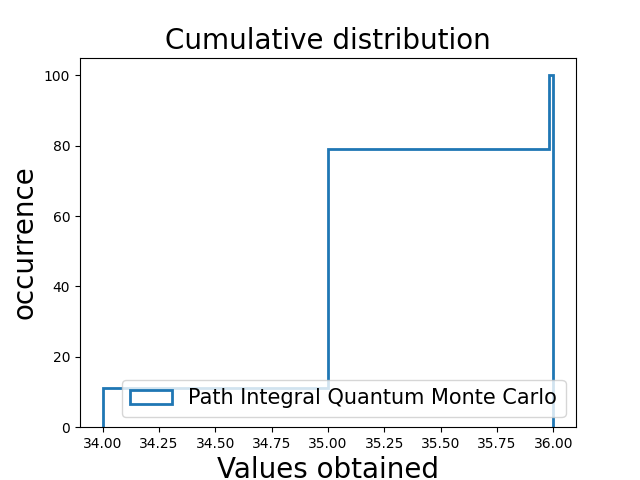 Cumulative distribution
occurrence
100
80
60
40
20
0
Path Integral Quantum Monte Carlo
34.00 34.25 34.50 34.75 35.00 35.25 35.50 35.75 36.00
Values obtained